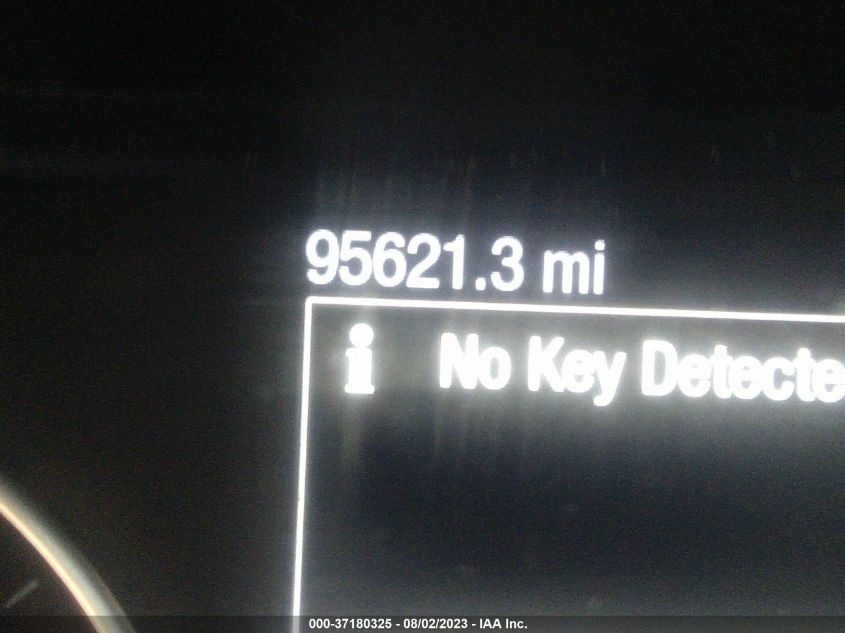 95621.3 mi
i No Key Detecte
000-37180325 - 08/02/2023 - IAA Inc.